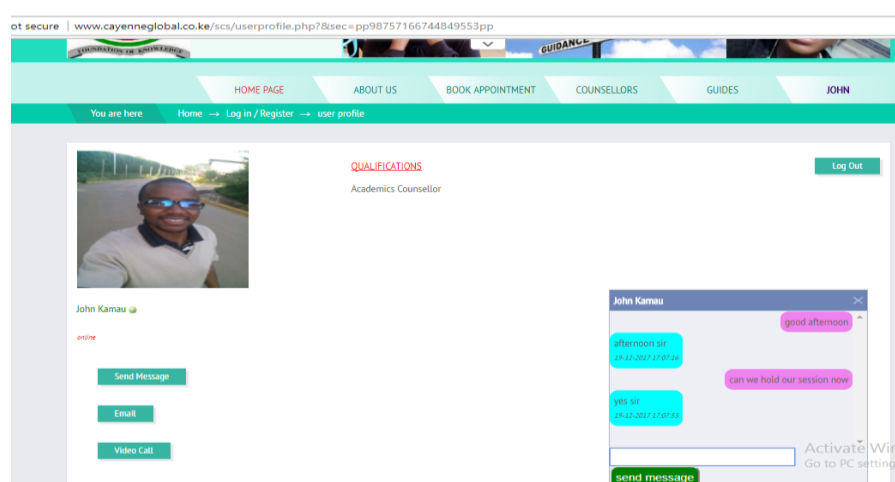 ot secure www.cayenneglobal.co.ke/scs/userprofile.php?&sec=pp98757166744849553pp
FOUNDATION OF KNOWLEDGE
GUIDANCE
HOME PAGE ABOUT US BOOK APPOINTMENT COUNSELLORS GUIDES JOHN
You are here Home → Log in / Register → user profile
QUALIFICATIONS
Log Out
Academics Counsellor
John Kamau
online
Send Message
Email
Video Call
John Kamau
good afternoon
afternoon sir
19-12-2017 17:07:16
can we hold our session now
yes sir
19-12-2017 17:07:53
send message
Activate Wi
Go to PC setting